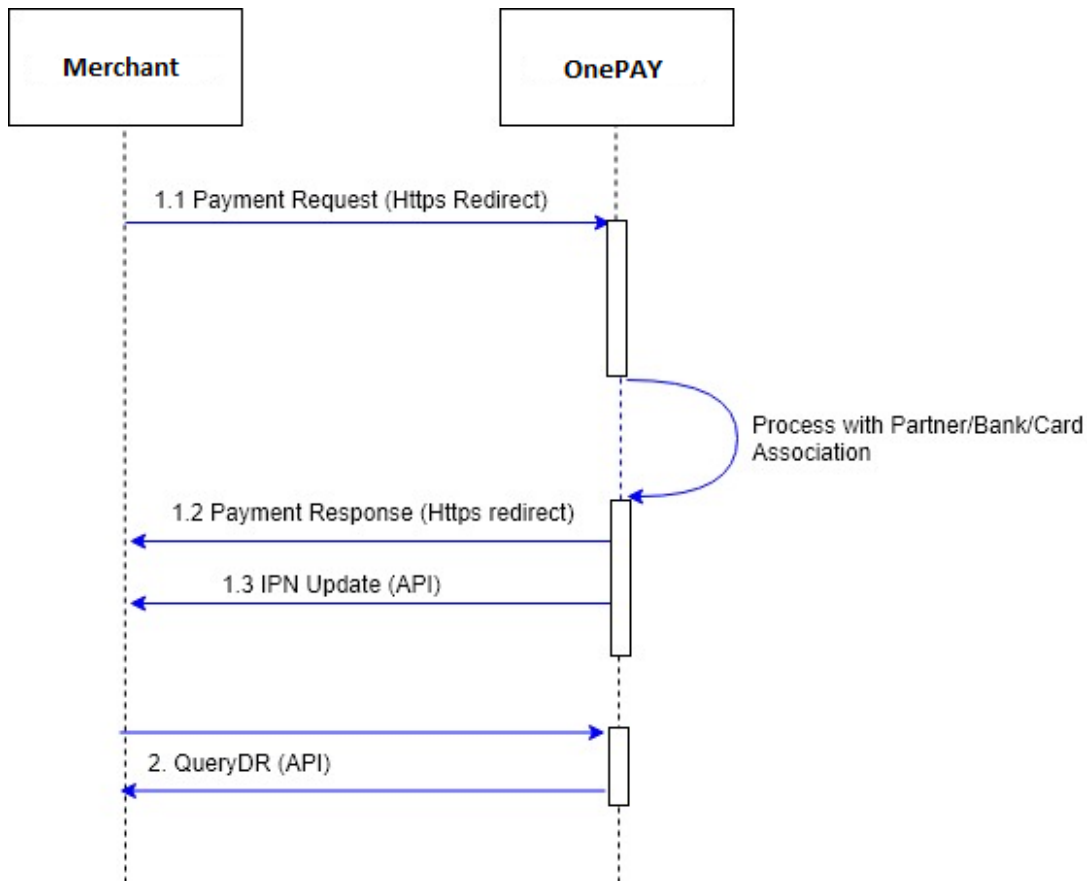 Merchant
OnePAY
1.1 Payment Request (Https Redirect)
Process with Partner/Bank/Card
Association
1.2 Payment Response (Https redirect)
1.3 IPN Update (API)
2. QueryDR (API)